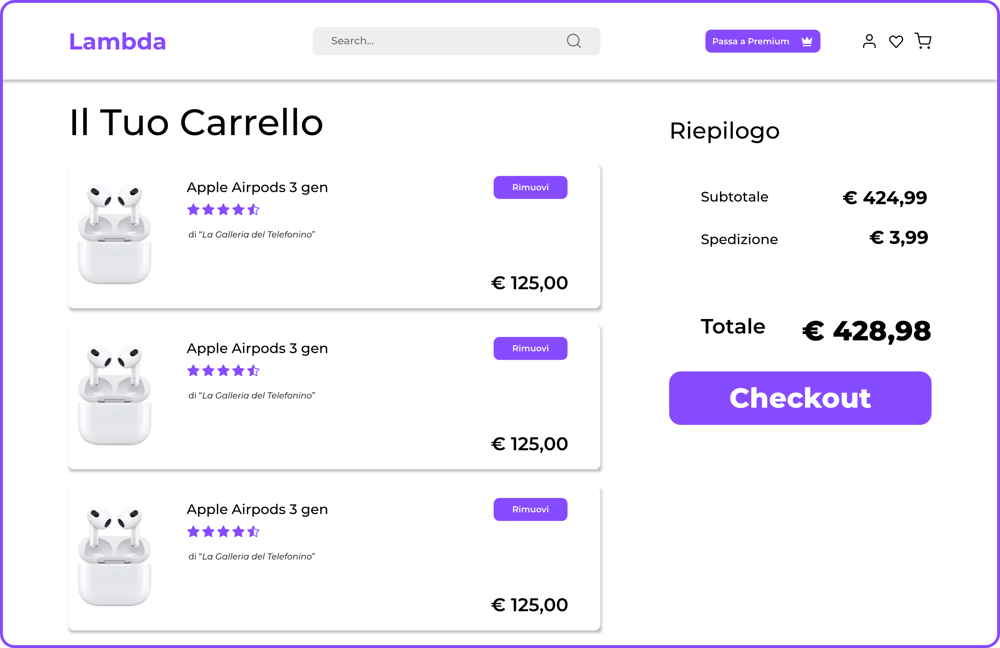 Lambda
Search...
Passa a Premium
Il Tuo Carrello
Apple Airpods 3 gen
Rimuovi
di “La Galleria del Telefonino”
€ 125,00
Apple Airpods 3 gen
Rimuovi
di “La Galleria del Telefonino”
€ 125,00
Apple Airpods 3 gen
Rimuovi
di “La Galleria del Telefonino”
€ 125,00
Riepilogo
Subtotale € 424,99
Spedizione € 3,99
Totale € 428,98
Checkout